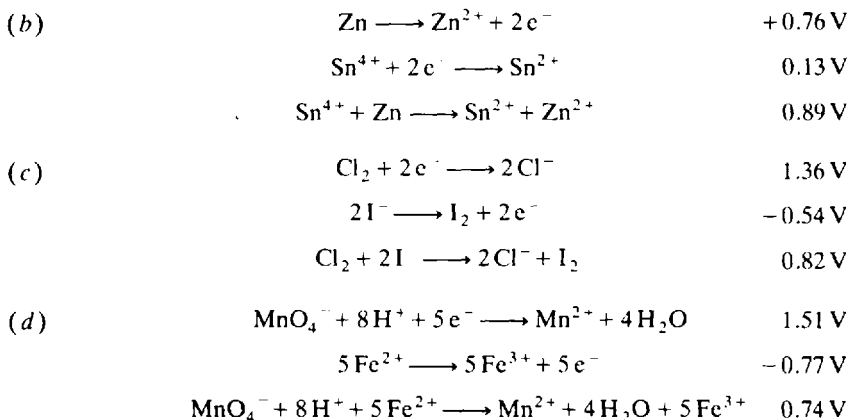 (b) Zn ⟶ Zn²⁺ + 2e⁻ +0.76 V
Sn⁴⁺ + 2e ⟶ Sn²⁺ 0.13 V
Sn⁴⁺ + Zn ⟶ Sn²⁺ + Zn²⁺ 0.89 V
(c) Cl₂ + 2e ⟶ 2Cl⁻ 1.36 V
2I⁻ ⟶ I₂ + 2e⁻ −0.54 V
Cl₂ + 2I ⟶ 2Cl⁻ + I₂ 0.82 V
(d) MnO₄⁻ + 8H⁺ + 5e⁻ ⟶ Mn²⁺ + 4H₂O 1.51 V
5Fe²⁺ ⟶ 5Fe³⁺ + 5e⁻ −0.77 V
MnO₄⁻ + 8H⁺ + 5Fe²⁺ ⟶ Mn²⁺ + 4H₂O + 5Fe³⁺ 0.74 V